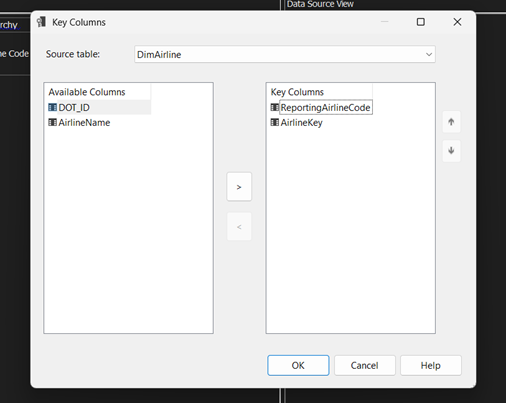 Data Source View
rchy
ne Code
Key Columns
Source table:
DimAirline
Available Columns
DOT_ID
AirlineName
>
<
Key Columns
ReportingAirlineCode
AirlineKey
OK
Cancel
Help